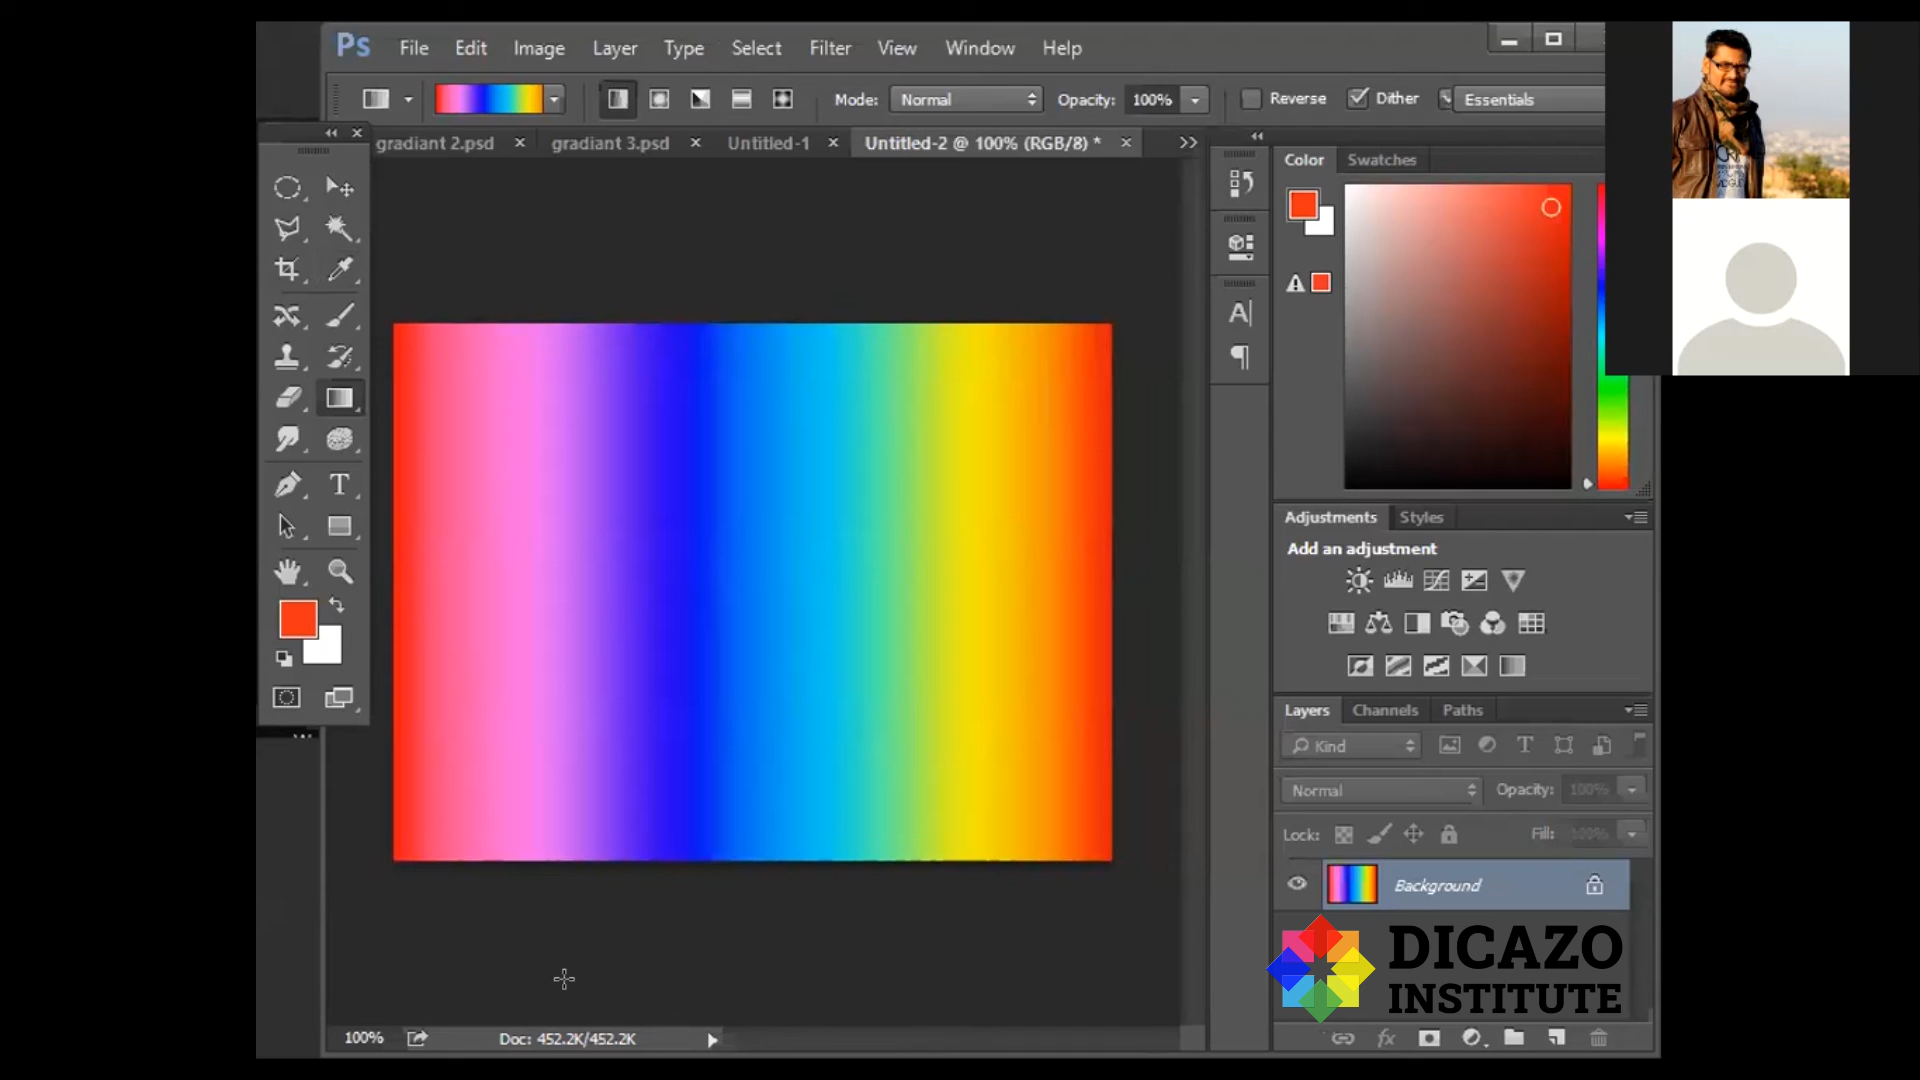 Ps File Edit Image Layer Type Select Filter View Window Help
Mode: Normal Opacity: 100% Reverse Dither Essentials
gradiant 2.psd × gradiant 3.psd × Untitled-1 × Untitled-2 @ 100% (RGB/8) * ×
Color Swatches
Adjustments Styles
Add an adjustment
Layers Channels Paths
Kind
Normal Opacity: 100%
Lock: Fill: 100%
Background
DICAZO
INSTITUTE
100% Doc: 452.2K/452.2K
fx